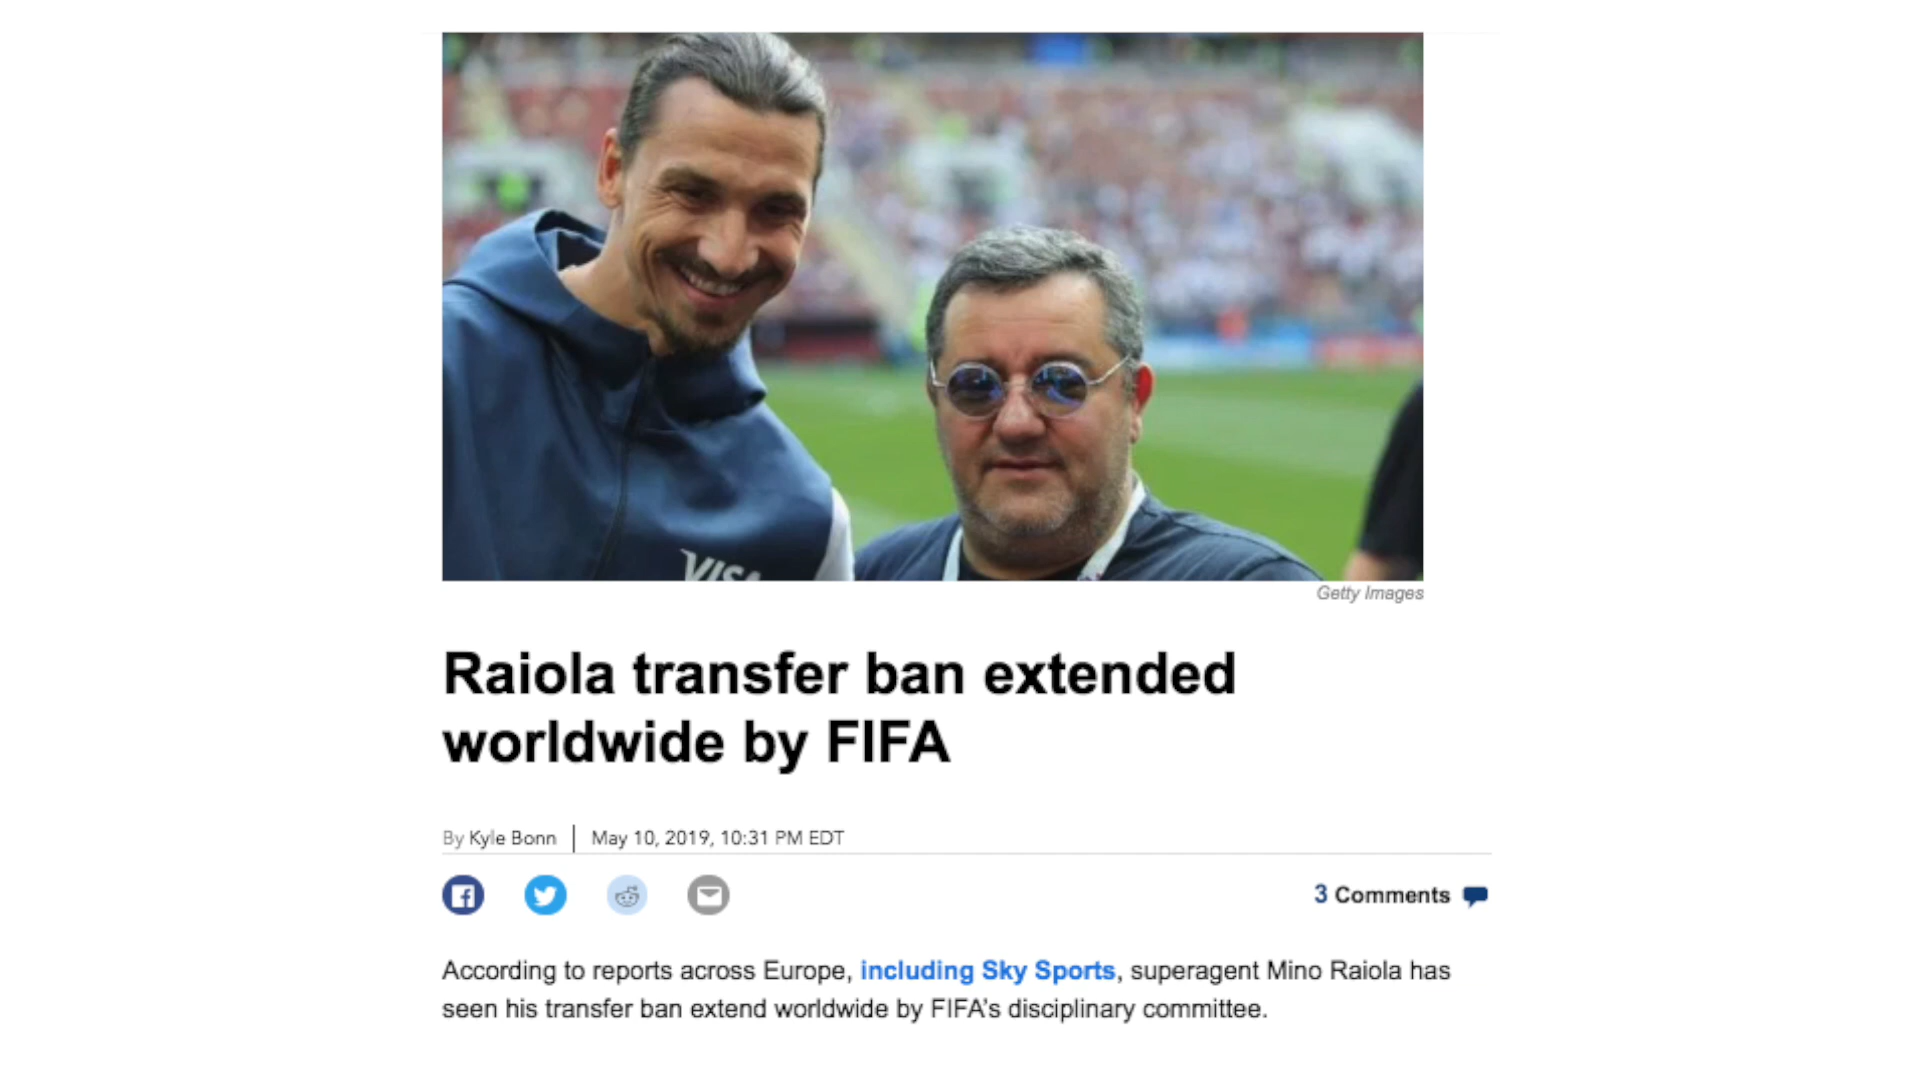 VISA
Getty Images
Raiola transfer ban extended
worldwide by FIFA
By Kyle Bonn | May 10, 2019, 10:31 PM EDT
3 Comments
According to reports across Europe, including Sky Sports, superagent Mino Raiola has
seen his transfer ban extend worldwide by FIFA’s disciplinary committee.